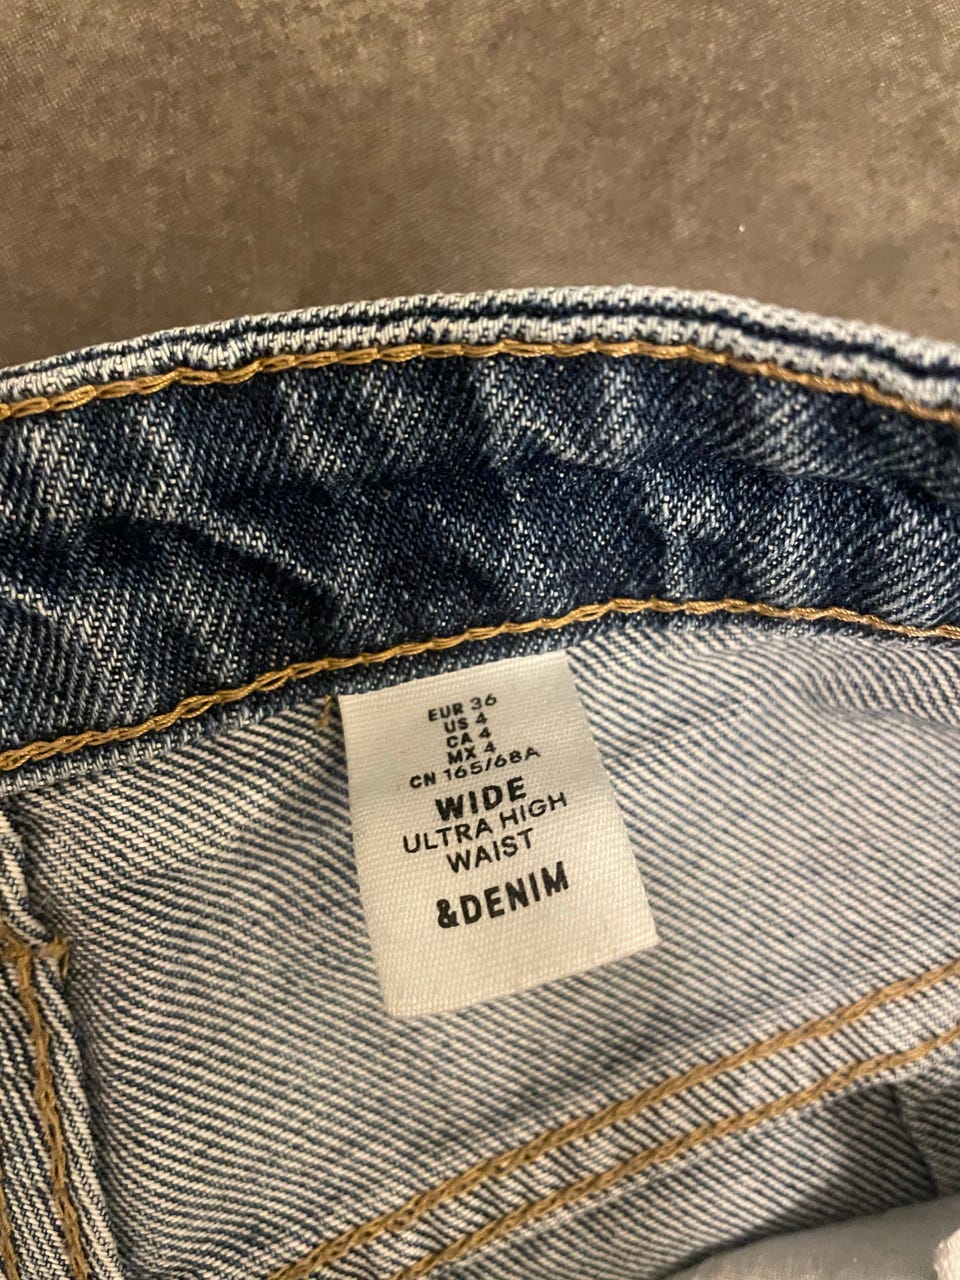 EUR 36
US 4
CA 4
MX 4
CN 165/68A
WIDE
ULTRA HIGH
WAIST
&DENIM